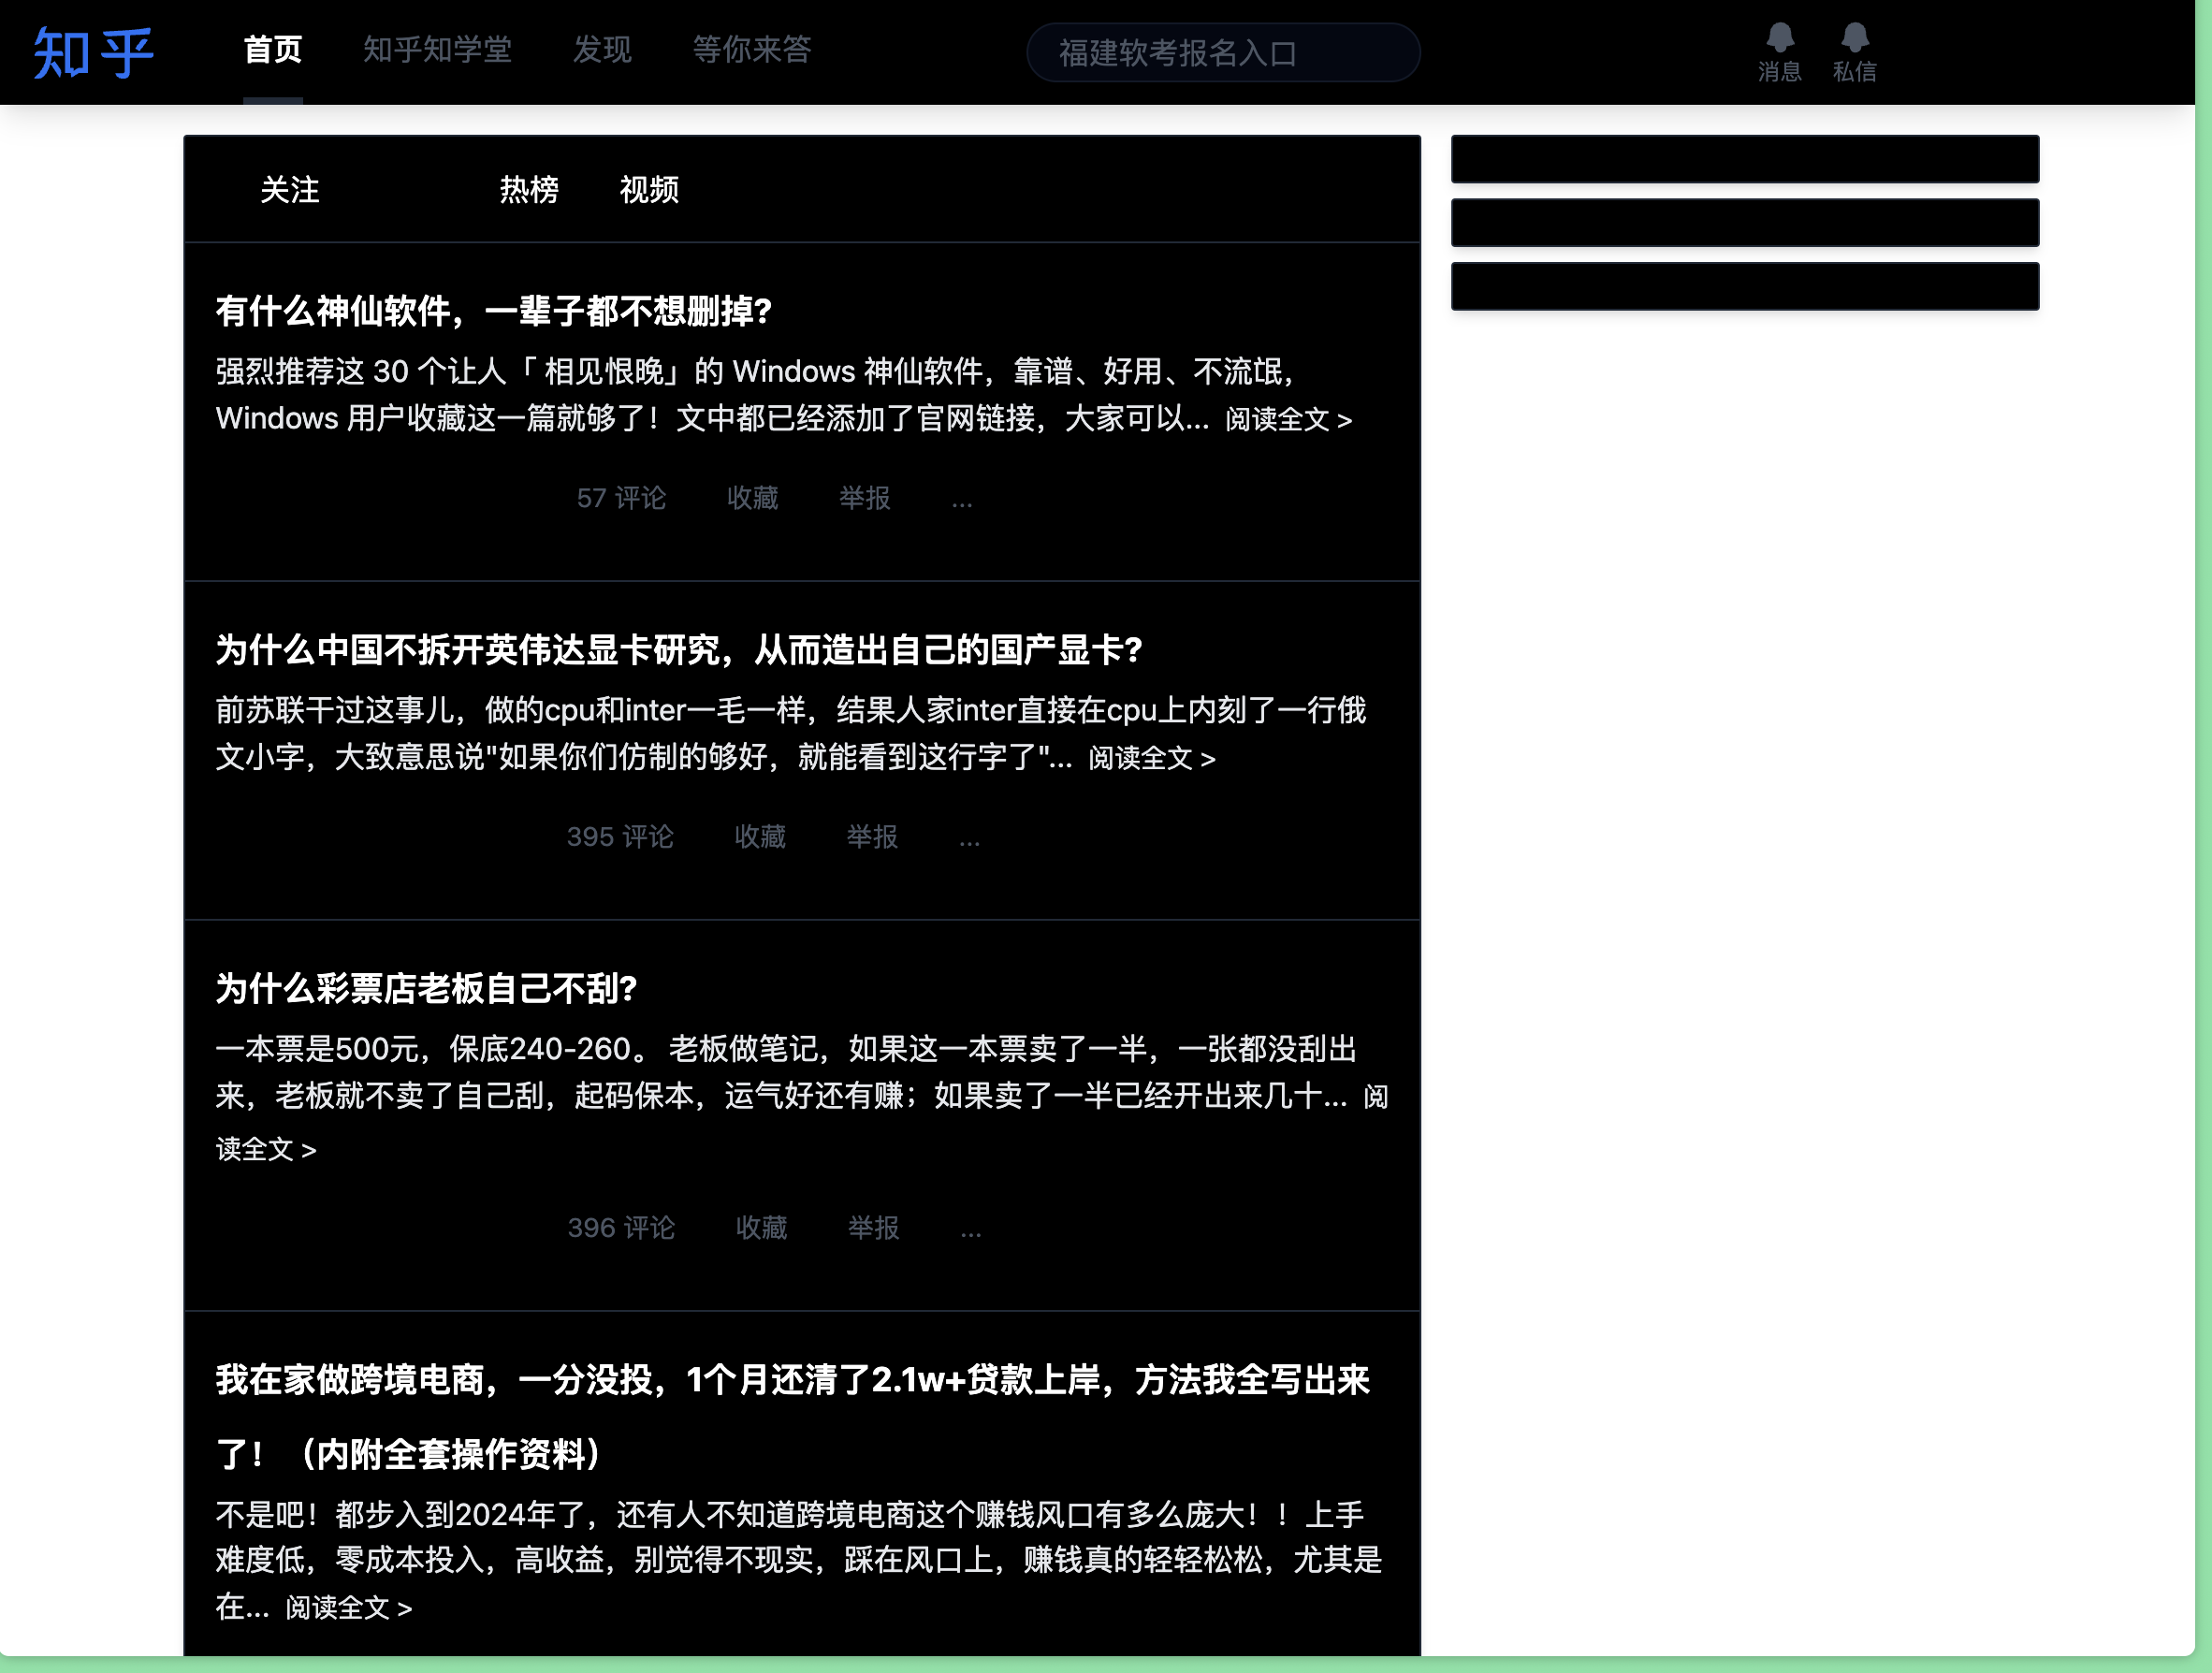 知乎 首页 知乎知学堂 发现 等你来答 福建软考报名入口 消息 私信
关注 热榜 视频
有什么神仙软件，一辈子都不想删掉？
强烈推荐这 30 个让人「 相见恨晚」的 Windows 神仙软件，靠谱、好用、不流氓，
Windows 用户收藏这一篇就够了！文中都已经添加了官网链接，大家可以... 阅读全文 >
57 评论 收藏 举报 ...
为什么中国不拆开英伟达显卡研究，从而造出自己的国产显卡？
前苏联干过这事儿，做的cpu和inter一毛一样，结果人家inter直接在cpu上内刻了一行俄
文小字，大致意思说"如果你们仿制的够好，就能看到这行字了"... 阅读全文 >
395 评论 收藏 举报 ...
为什么彩票店老板自己不刮？
一本票是500元，保底240-260。 老板做笔记，如果这一本票卖了一半，一张都没刮出
来，老板就不卖了自己刮，起码保本，运气好还有赚；如果卖了一半已经开出来几十... 阅
读全文 >
396 评论 收藏 举报 ...
我在家做跨境电商，一分没投，1个月还清了2.1w+贷款上岸，方法我全写出来
了！（内附全套操作资料）
不是吧！都步入到2024年了，还有人不知道跨境电商这个赚钱风口有多么庞大！！上手
难度低，零成本投入，高收益，别觉得不现实，踩在风口上，赚钱真的轻轻松松，尤其是
在... 阅读全文 >